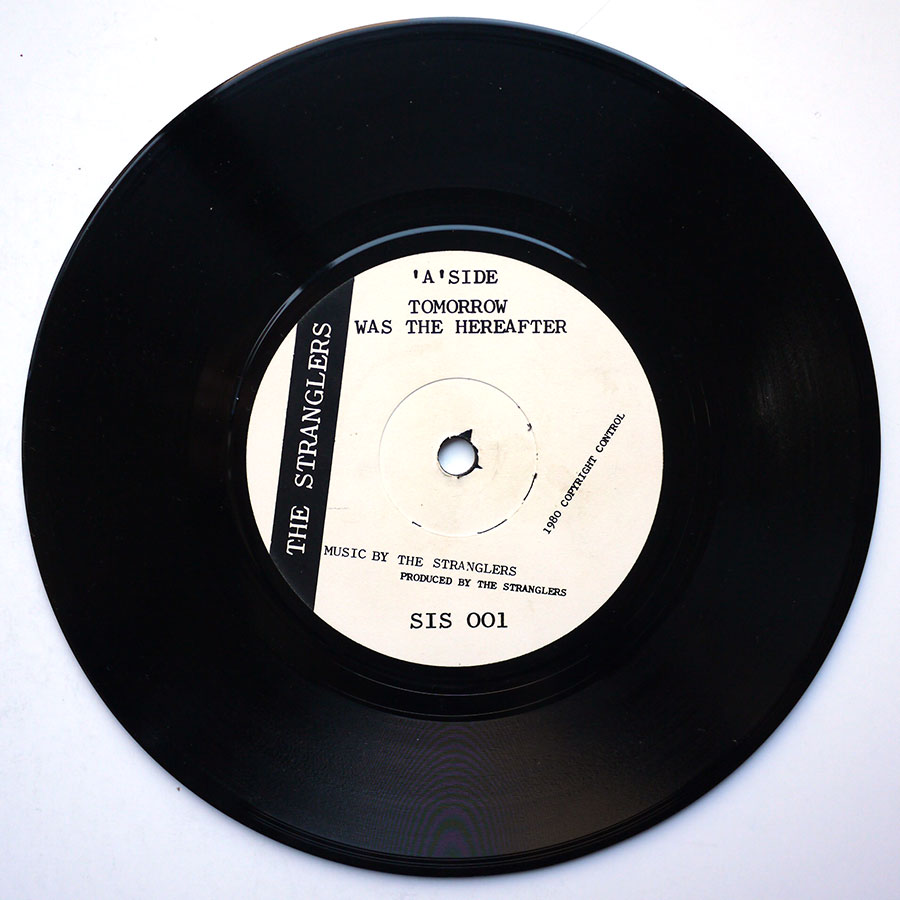 'A'SIDE
TOMORROW
WAS THE HEREAFTER
THE STRANGLERS
1980 COPYRIGHT CONTROL
MUSIC BY THE STRANGLERS
PRODUCED BY THE STRANGLERS
SIS 001